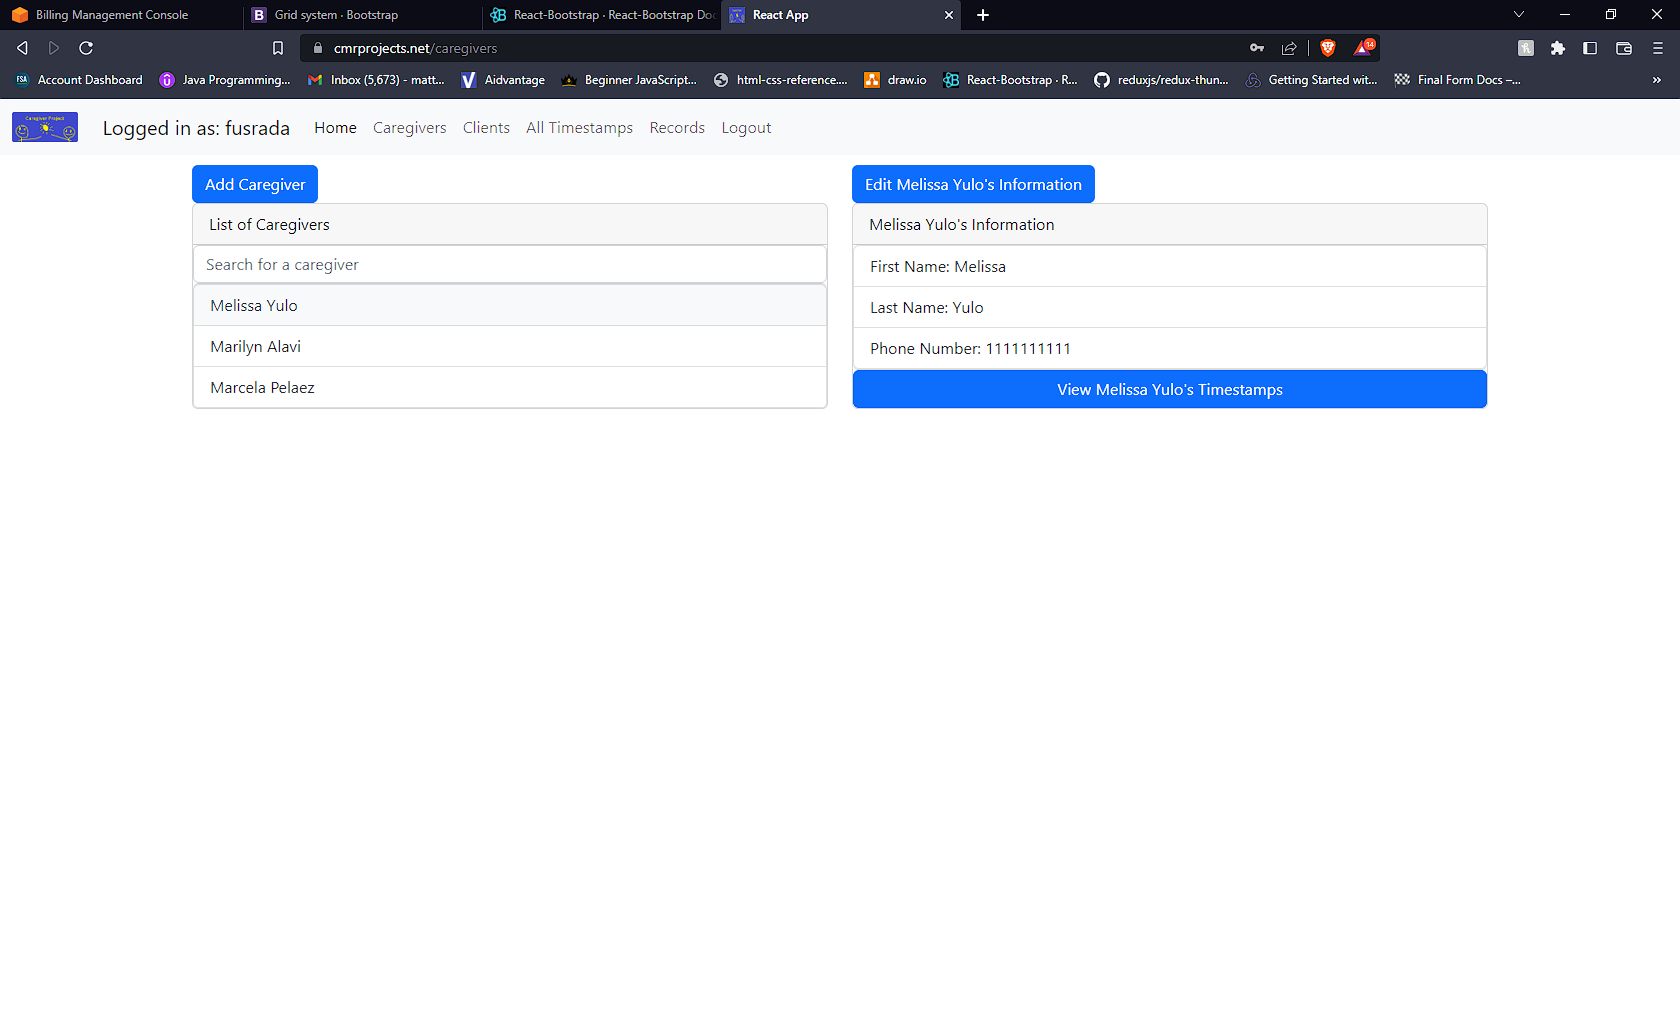 Billing Management Console
Grid system · Bootstrap
React-Bootstrap · React-Bootstrap Doc
React App
cmrprojects.net/caregivers
14
FSA Account Dashboard
Java Programming...
Inbox (5,673) - matt...
Aidvantage
Beginner JavaScript...
html-css-reference....
draw.io
React-Bootstrap · R...
reduxjs/redux-thun...
Getting Started wit...
Final Form Docs –...
»
Caregiver Project
Logged in as: fusrada
Home
Caregivers
Clients
All Timestamps
Records
Logout
Add Caregiver
List of Caregivers
Search for a caregiver
Melissa Yulo
Marilyn Alavi
Marcela Pelaez
Edit Melissa Yulo's Information
Melissa Yulo's Information
First Name: Melissa
Last Name: Yulo
Phone Number: 1111111111
View Melissa Yulo's Timestamps